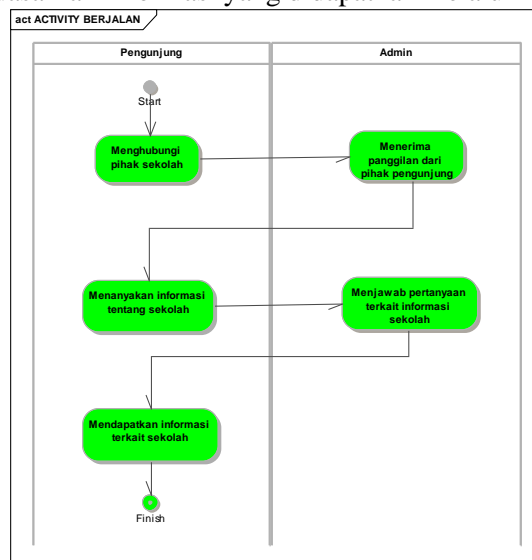 act ACTIVITY BERJALAN
Pengunjung
Admin
Start
Menghubungi
pihak sekolah
Menerima
panggilan dari
pihak pengunjung
Menanyakan informasi
tentang sekolah
Menjawab pertanyaan
terkait informasi
sekolah
Mendapatkan informasi
terkait sekolah
Finish